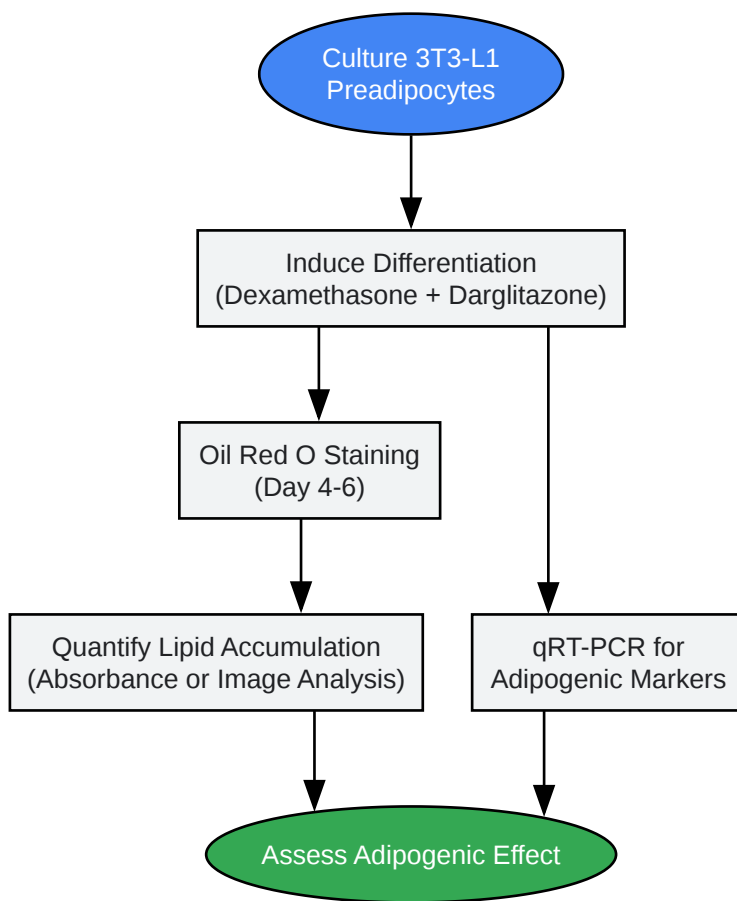 Culture 3T3-L1
Preadipocytes
Induce Differentiation
(Dexamethasone + Darglitazone)
Oil Red O Staining
(Day 4-6)
Quantify Lipid Accumulation
(Absorbance or Image Analysis)
qRT-PCR for
Adipogenic Markers
Assess Adipogenic Effect